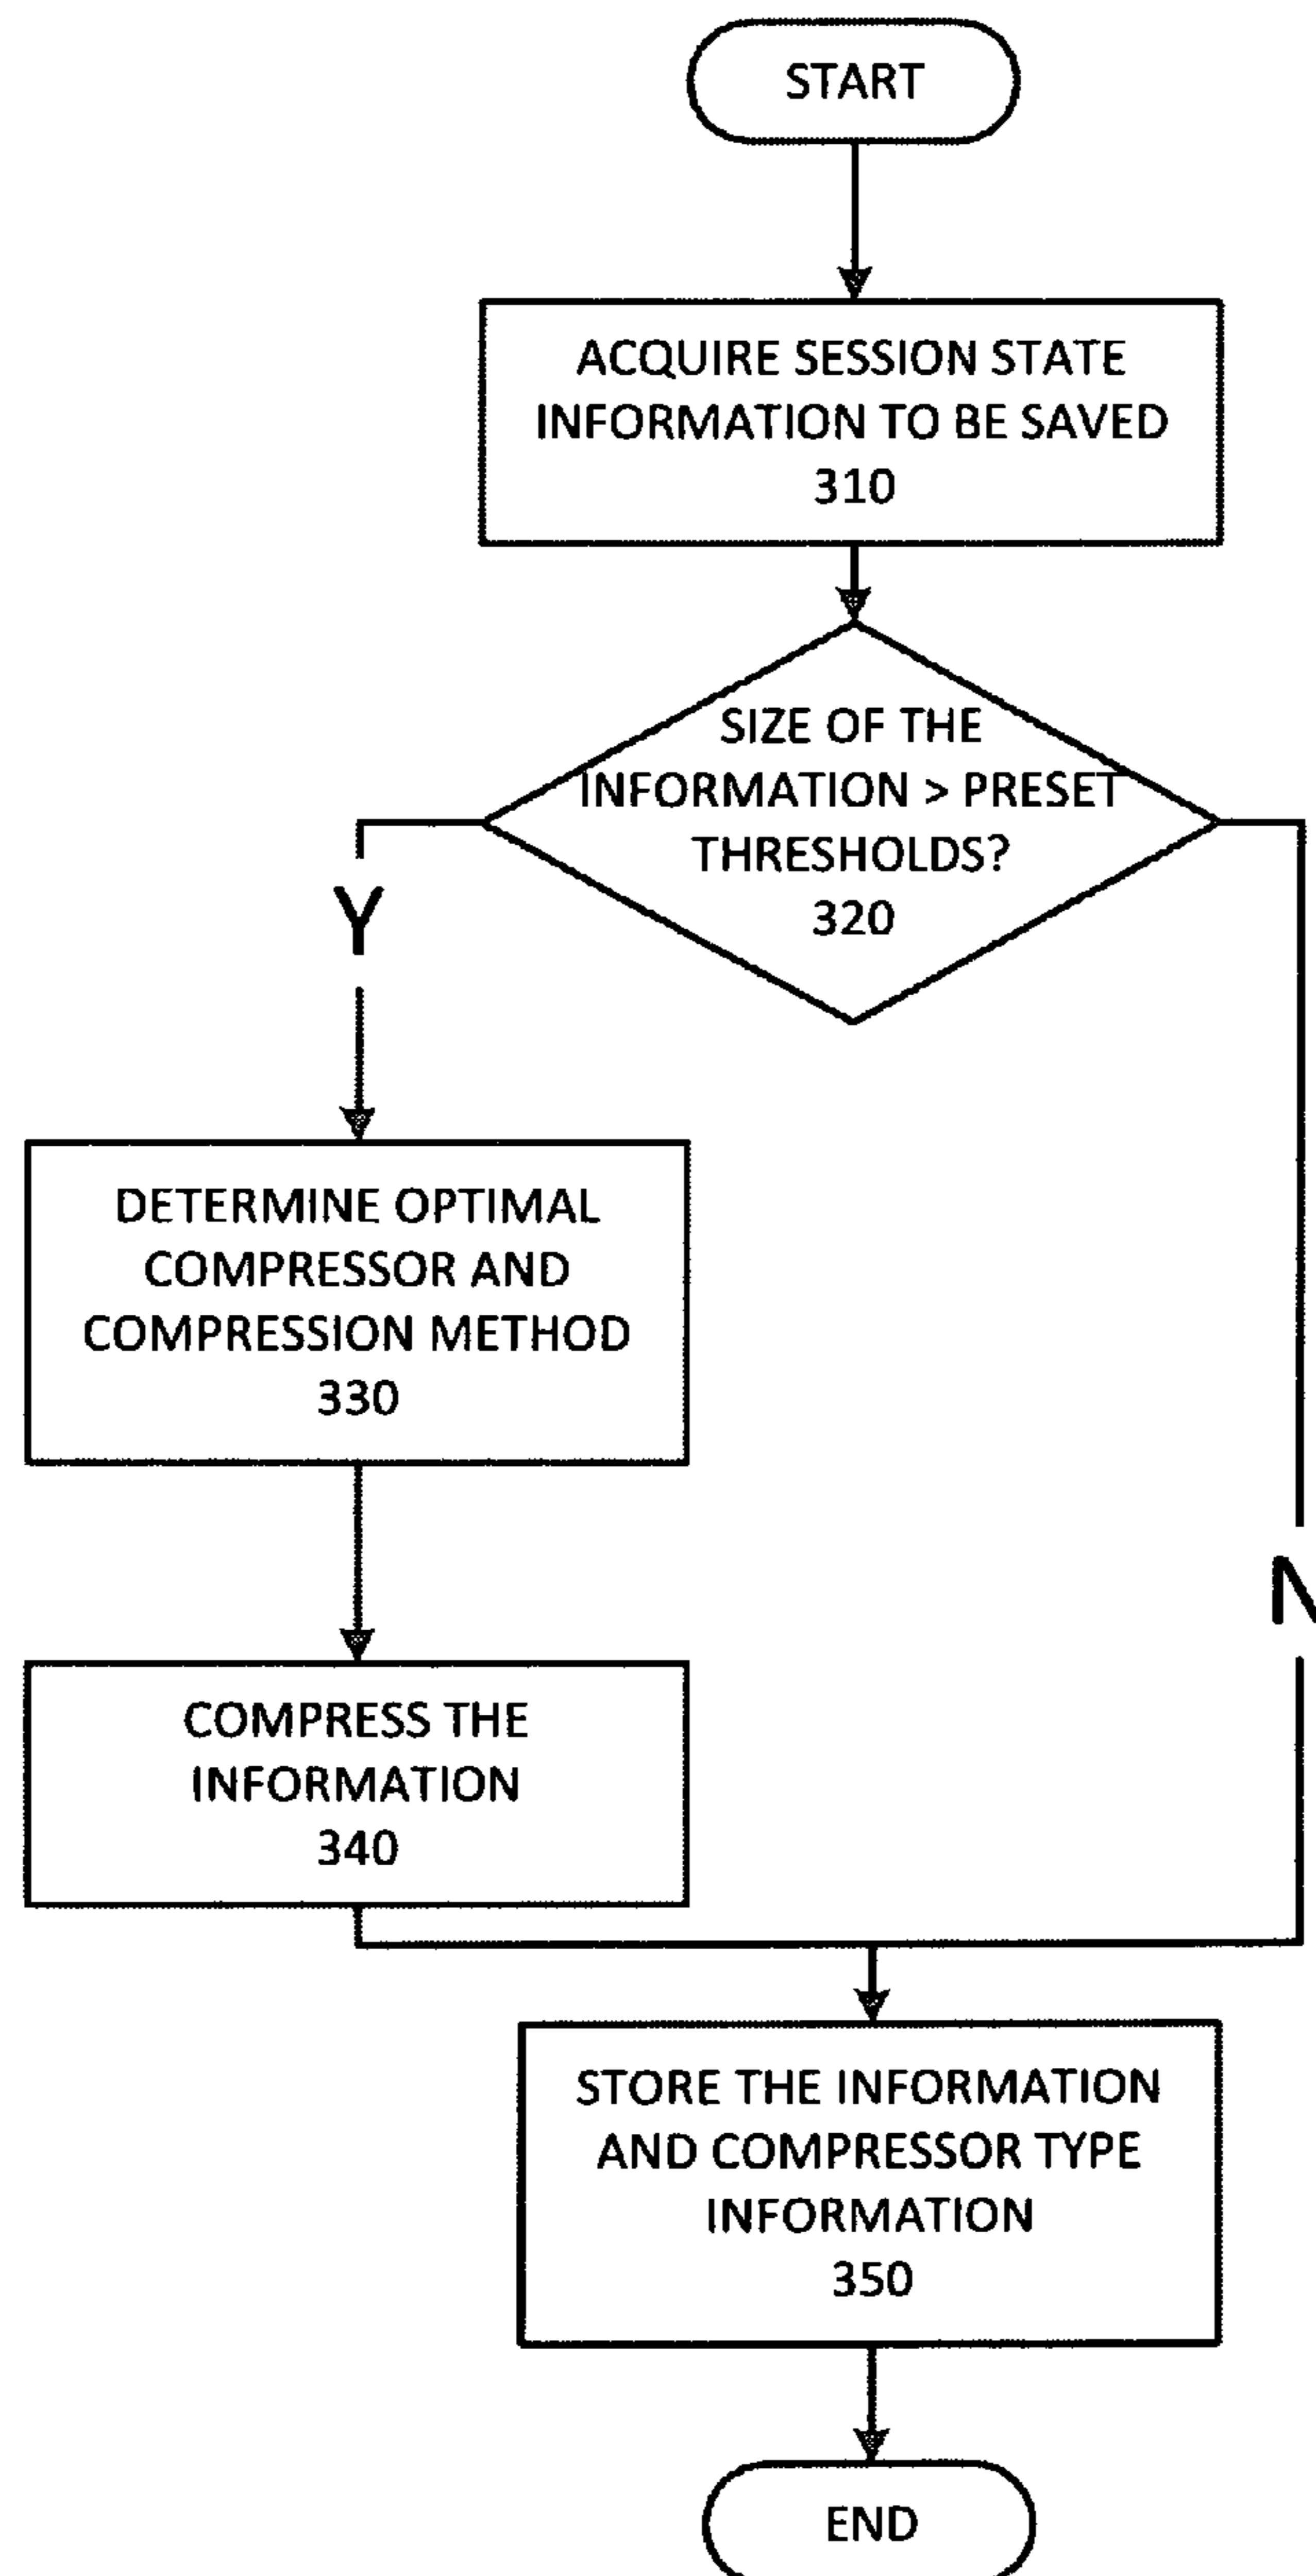 START
ACQUIRE SESSION STATE
INFORMATION TO BE SAVED
310
SIZE OF THE
INFORMATION > PRESET
THRESHOLDS?
320
Y
DETERMINE OPTIMAL
COMPRESSOR AND
COMPRESSION METHOD
330
N
COMPRESS THE
INFORMATION
340
STORE THE INFORMATION
AND COMPRESSOR TYPE
INFORMATION
350
END